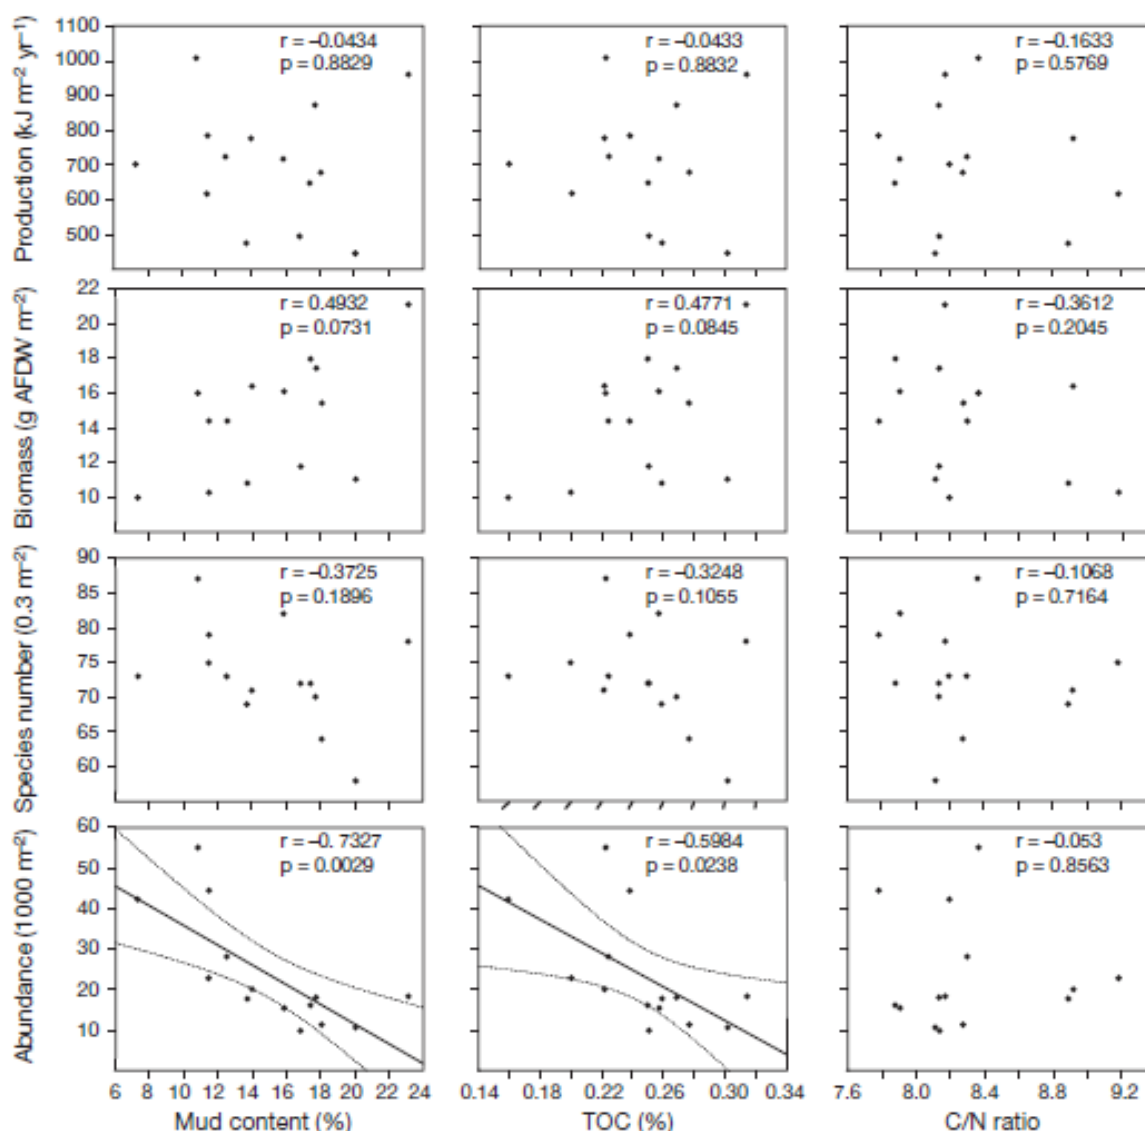 Production (kJ m⁻² yr⁻¹)
1100
1000
900
800
700
600
500
r = –0.0434
p = 0.8829
r = –0.0433
p = 0.8832
r = –0.1633
p = 0.5769
Biomass (g AFDW m⁻²)
22
20
18
16
14
12
10
r = 0.4932
p = 0.0731
r = 0.4771
p = 0.0845
r = –0.3612
p = 0.2045
Species number (0.3 m⁻²)
90
85
80
75
70
65
60
r = –0.3725
p = 0.1896
r = –0.3248
p = 0.1055
r = –0.1068
p = 0.7164
Abundance (1000 m⁻²)
60
50
40
30
20
10
r = –0. 7327
p = 0.0029
r = –0.5984
p = 0.0238
r = –0.053
p = 0.8563
6 8 10 12 14 16 18 20 22 24
0.14 0.18 0.22 0.26 0.30 0.34
7.6 8.0 8.4 8.8 9.2
Mud content (%)
TOC (%)
C/N ratio